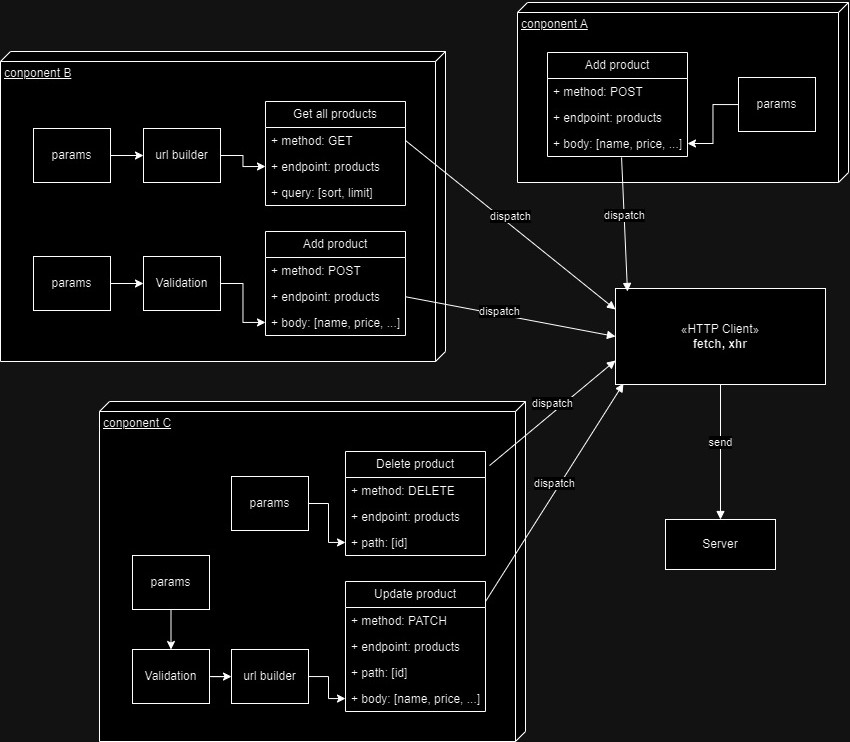 conponent A
Add product
+ method: POST
+ endpoint: products
+ body: [name, price, ...]
params
conponent B
params
url builder
Get all products
+ method: GET
+ endpoint: products
+ query: [sort, limit]
params
Validation
Add product
+ method: POST
+ endpoint: products
+ body: [name, price, ...]
dispatch
dispatch
dispatch
«HTTP Client»
fetch, xhr
conponent C
params
Delete product
+ method: DELETE
+ endpoint: products
+ path: [id]
dispatch
dispatch
send
Server
params
Validation
url builder
Update product
+ method: PATCH
+ endpoint: products
+ path: [id]
+ body: [name, price, ...]